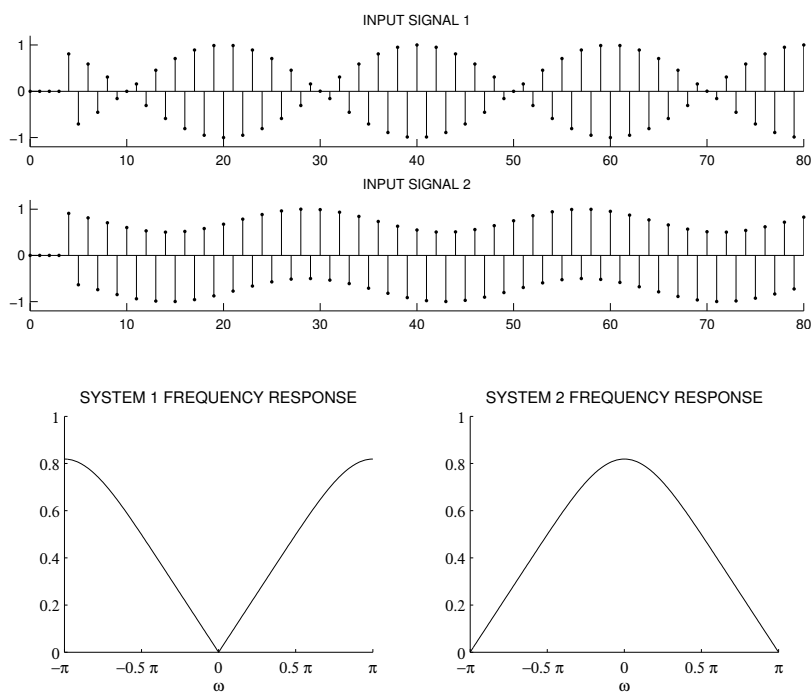 INPUT SIGNAL 1
1
0
−1
0 10 20 30 40 50 60 70 80
INPUT SIGNAL 2
1
0
−1
0 10 20 30 40 50 60 70 80
SYSTEM 1 FREQUENCY RESPONSE
1
0.8
0.6
0.4
0.2
0
−π −0.5 π 0 0.5 π π
ω
SYSTEM 2 FREQUENCY RESPONSE
1
0.8
0.6
0.4
0.2
0
−π −0.5 π 0 0.5 π π
ω